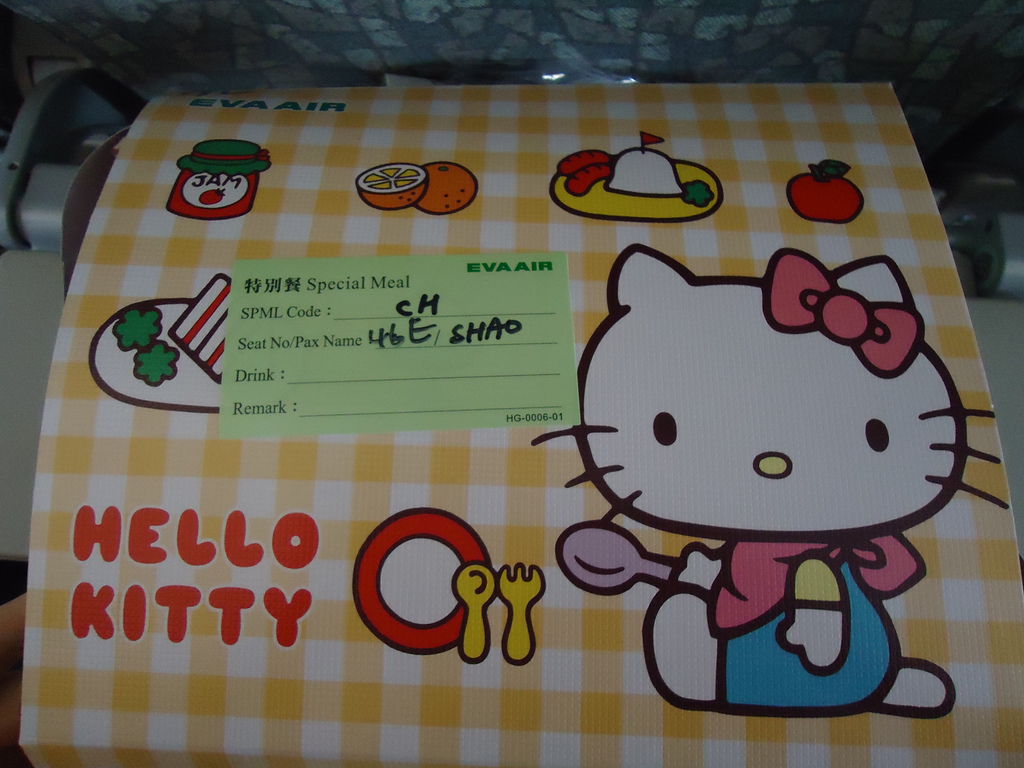 EVA AIR
JAM
EVA AIR
特別餐 Special Meal
SPML Code： CH
Seat No/Pax Name 46E / SHAO
Drink：
Remark：
HG-0006-01
HELLO
KITTY